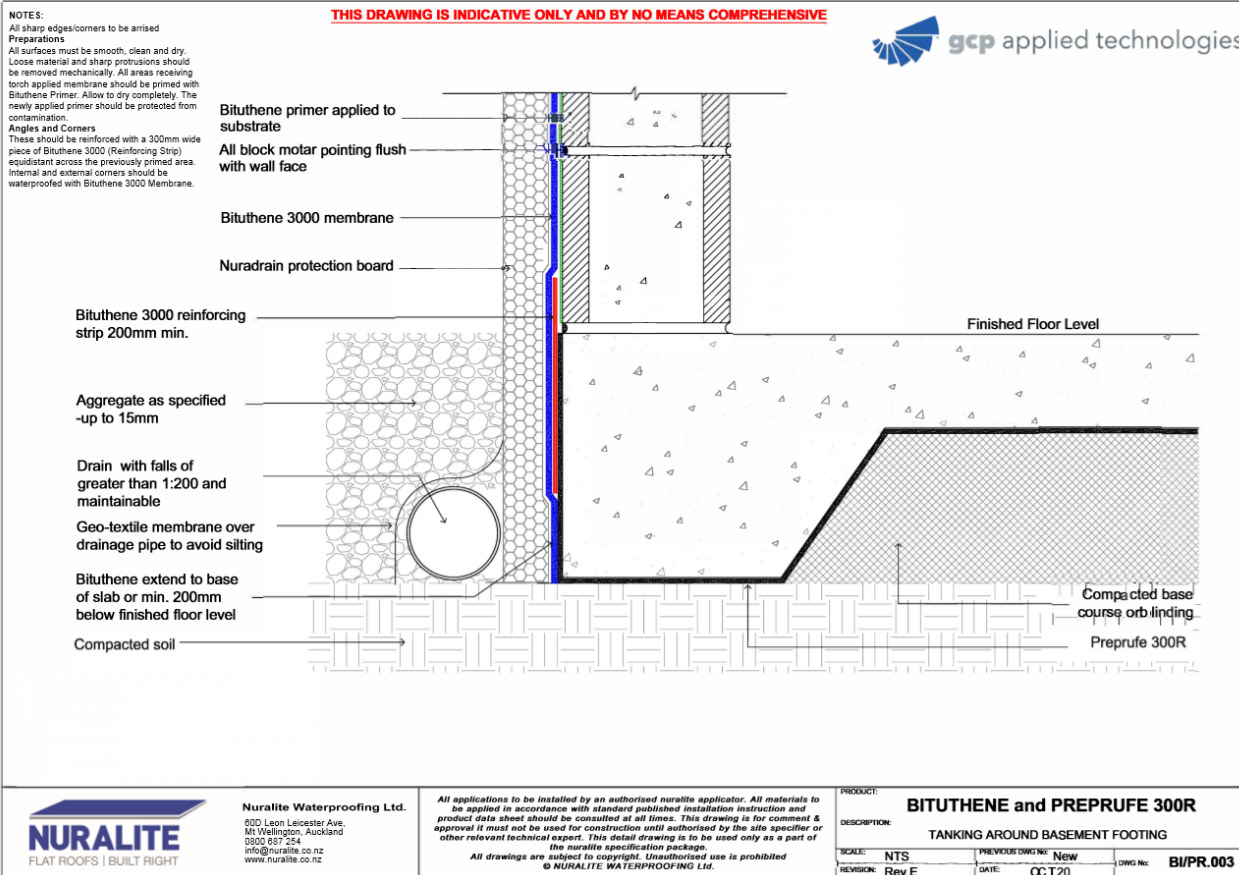 NOTES:
All sharp edges/corners to be arrised
Preparations
All surfaces must be smooth, clean and dry.
Loose material and sharp protrusions should
be removed mechanically. All areas receiving
torch applied membrane should be primed with
Bituthene Primer. Allow to dry completely. The
newly applied primer should be protected from
contamination.
Angles and Corners
These should be reinforced with a 300mm wide
piece of Bituthene 3000 (Reinforcing Strip)
equidistant across the previously primed area.
Internal and external corners should be
waterproofed with Bituthene 3000 Membrane.
THIS DRAWING IS INDICATIVE ONLY AND BY NO MEANS COMPREHENSIVE
gcp applied technologies
Bituthene primer applied to
substrate
All block motar pointing flush
with wall face
Bituthene 3000 membrane
Nuradrain protection board
Bituthene 3000 reinforcing
strip 200mm min.
Finished Floor Level
Aggregate as specified
-up to 15mm
Drain with falls of
greater than 1:200 and
maintainable
Geo-textile membrane over
drainage pipe to avoid silting
Bituthene extend to base
of slab or min. 200mm
below finished floor level
Compacted soil
Compacted base
course or blinding
Preprufe 300R
NURALITE
FLAT ROOFS | BUILT RIGHT
Nuralite Waterproofing Ltd.
60D Leon Leicester Ave,
Mt Wellington, Auckland
0800 687 254
info@nuralite.co.nz
www.nuralite.co.nz
All applications to be installed by an authorised nuralite applicator. All materials to
be applied in accordance with standard published installation instruction and
product data sheet should be consulted at all times. This drawing is for comment &
approval it must not be used for construction until authorised by the site specifier or
other relevant technical expert. This detail drawing is to be used only as a part of
the nuralite specification package.
All drawings are subject to copyright. Unauthorised use is prohibited
© NURALITE WATERPROOFING Ltd.
PRODUCT:
BITUTHENE and PREPRUFE 300R
DESCRIPTION:
TANKING AROUND BASEMENT FOOTING
SCALE: NTS
PREVIOUS DWG No: New
REVISION: Rev E
DATE: OCT20
DWG No: BI/PR.003